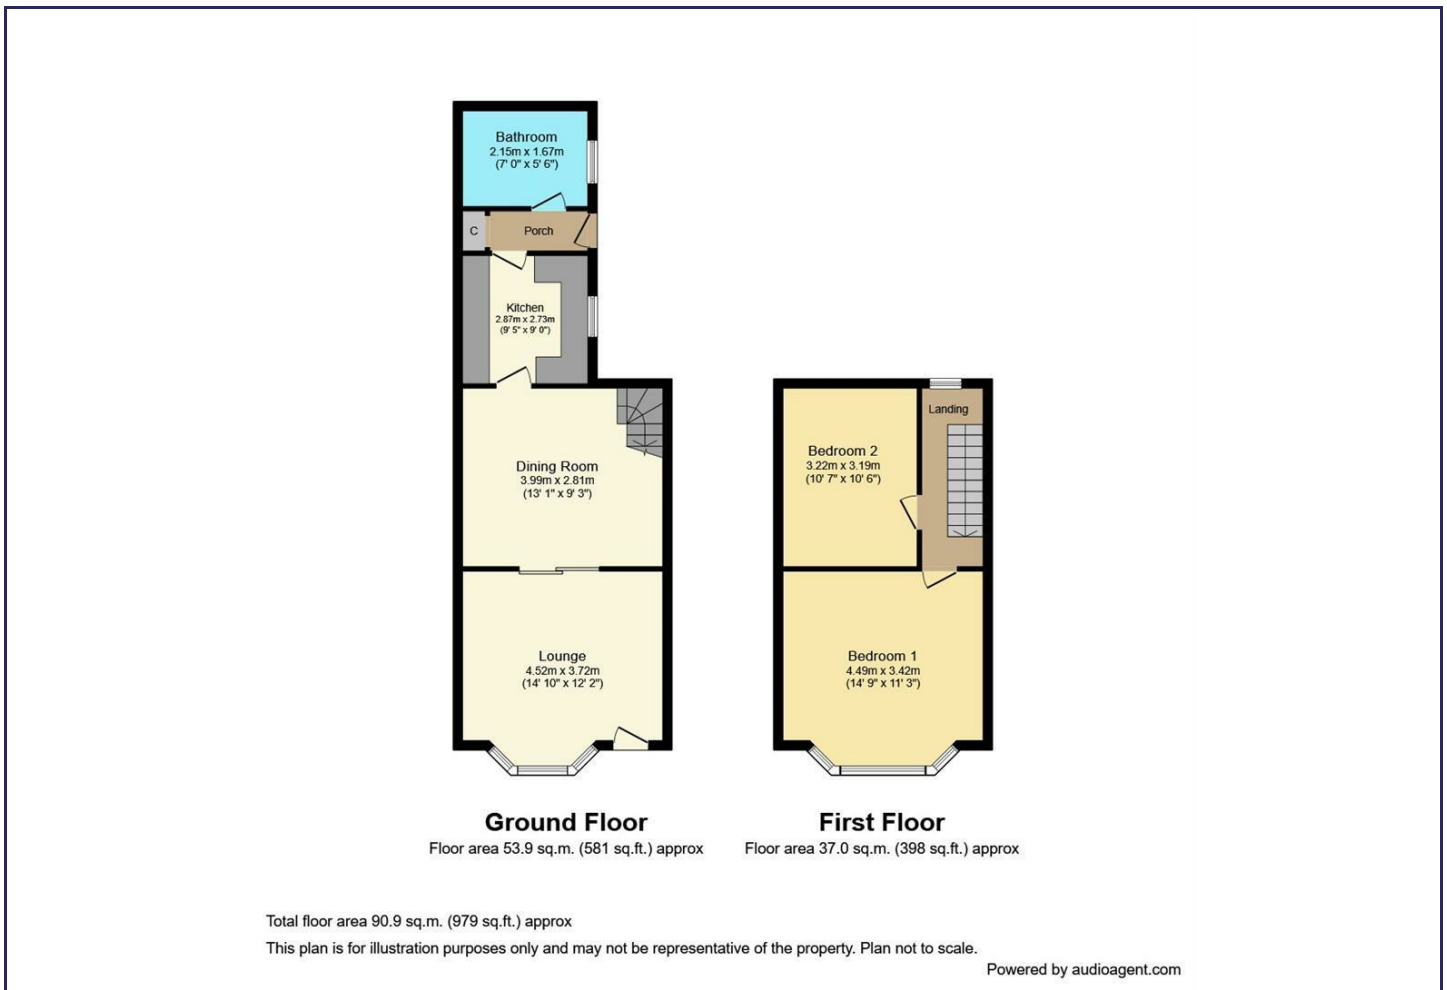 Bathroom
2.15m x 1.67m
(7' 0" x 5' 6")
C
Porch
Kitchen
2.87m x 2.73m
(9' 5" x 9' 0")
Dining Room
3.99m x 2.81m
(13' 1" x 9' 3")
Lounge
4.52m x 3.72m
(14' 10" x 12' 2")
Landing
Bedroom 2
3.22m x 3.19m
(10' 7" x 10' 6")
Bedroom 1
4.49m x 3.42m
(14' 9" x 11' 3")
Ground Floor
Floor area 53.9 sq.m. (581 sq.ft.) approx
First Floor
Floor area 37.0 sq.m. (398 sq.ft.) approx
Total floor area 90.9 sq.m. (979 sq.ft.) approx
This plan is for illustration purposes only and may not be representative of the property. Plan not to scale.
Powered by audioagent.com